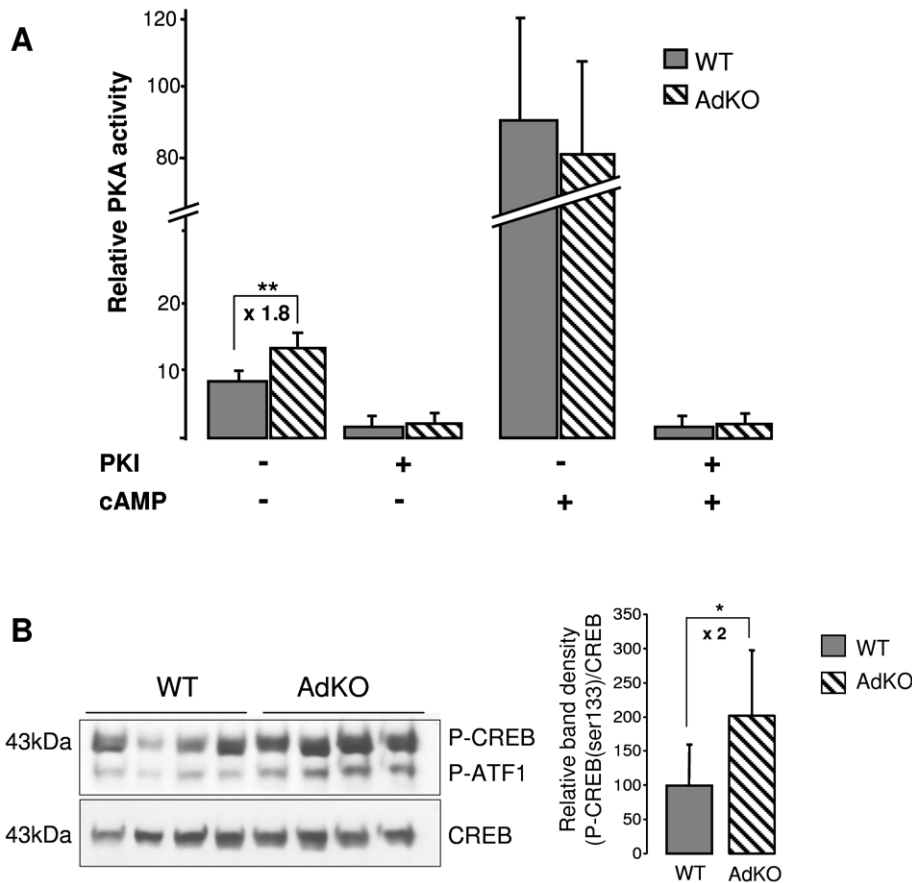 A
Relative PKA activity
120
100
80
20
10
WT
AdKO
**
x 1.8
PKI - + - +
cAMP - - + +
B
WT AdKO
43kDa P-CREB
P-ATF1
43kDa CREB
Relative band density
(P-CREB(ser133)/CREB
350
300
250
200
150
100
50
0
*
x 2
WT AdKO
WT
AdKO